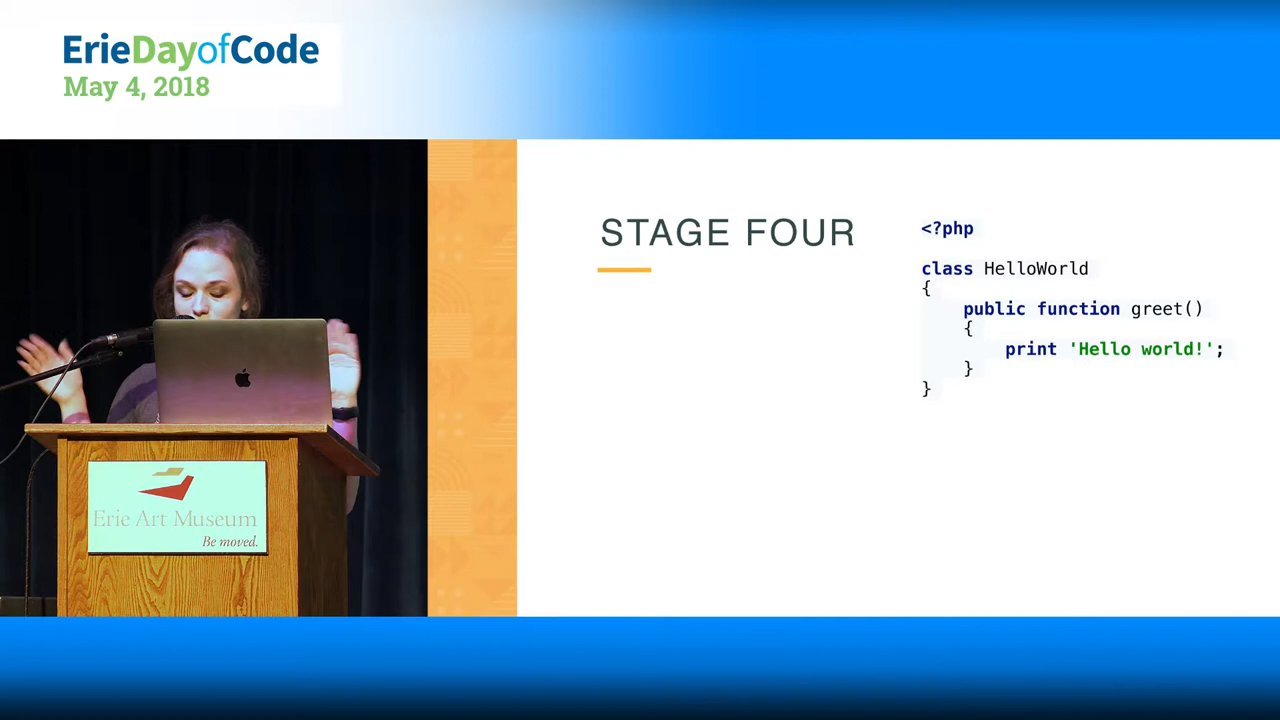 ErieDayofCode
May 4, 2018
STAGE FOUR
<?php
class HelloWorld
{
    public function greet()
    {
        print 'Hello world!';
    }
}
Erie Art Museum
Be moved.